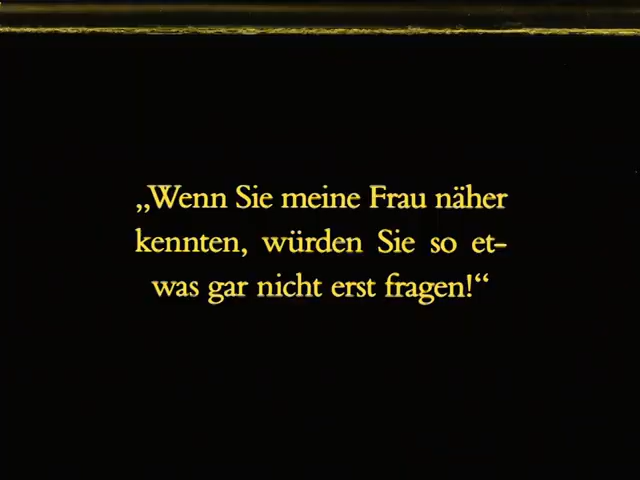 „Wenn Sie meine Frau näher
kennten, würden Sie so et-
was gar nicht erst fragen!“